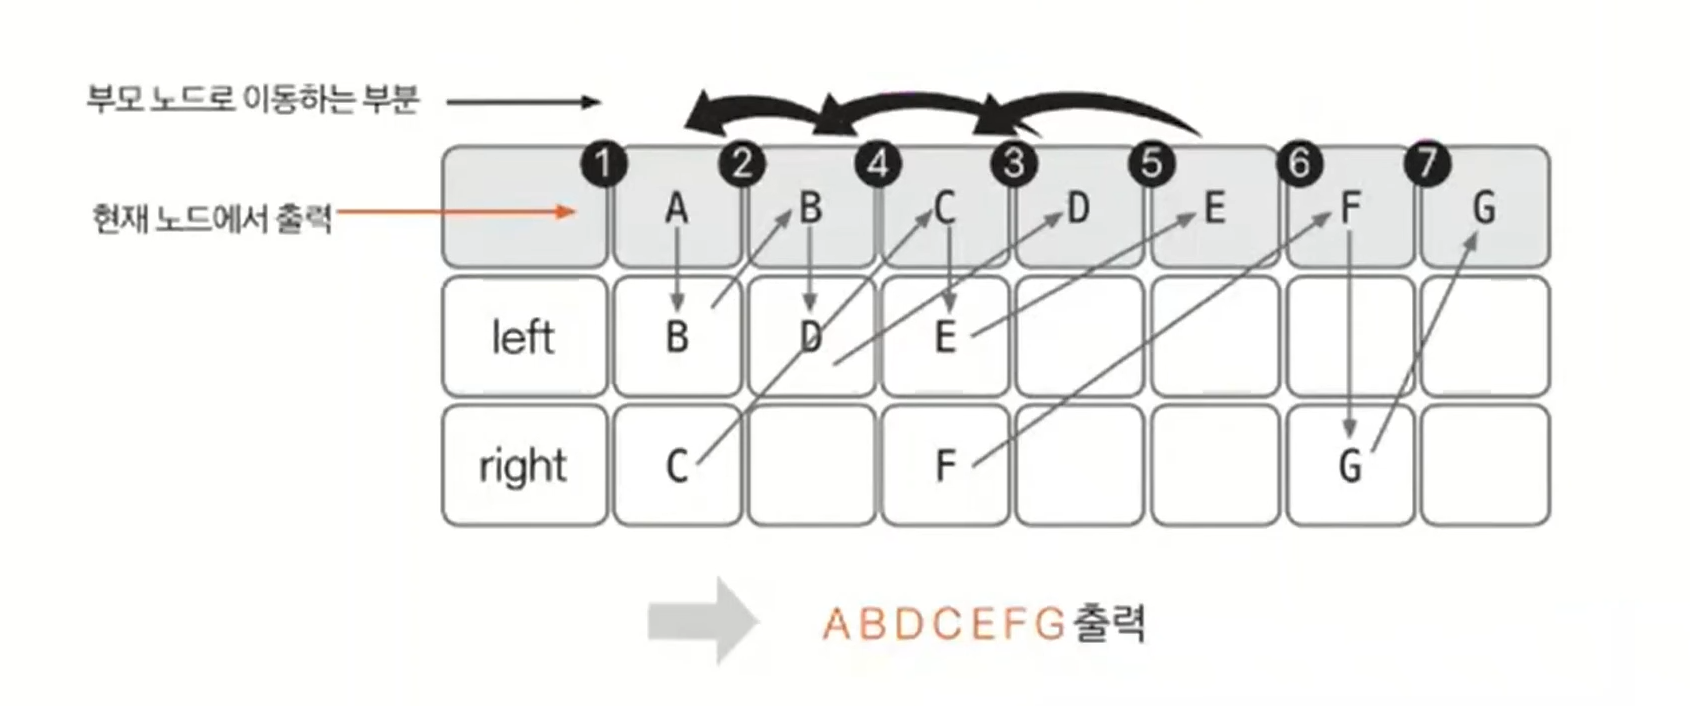 부모 노드로 이동하는 부분
1 2 4 3 5 6 7
현재 노드에서 출력 A B C D E F G
left B D E
right C F G
ABDCEFG 출력